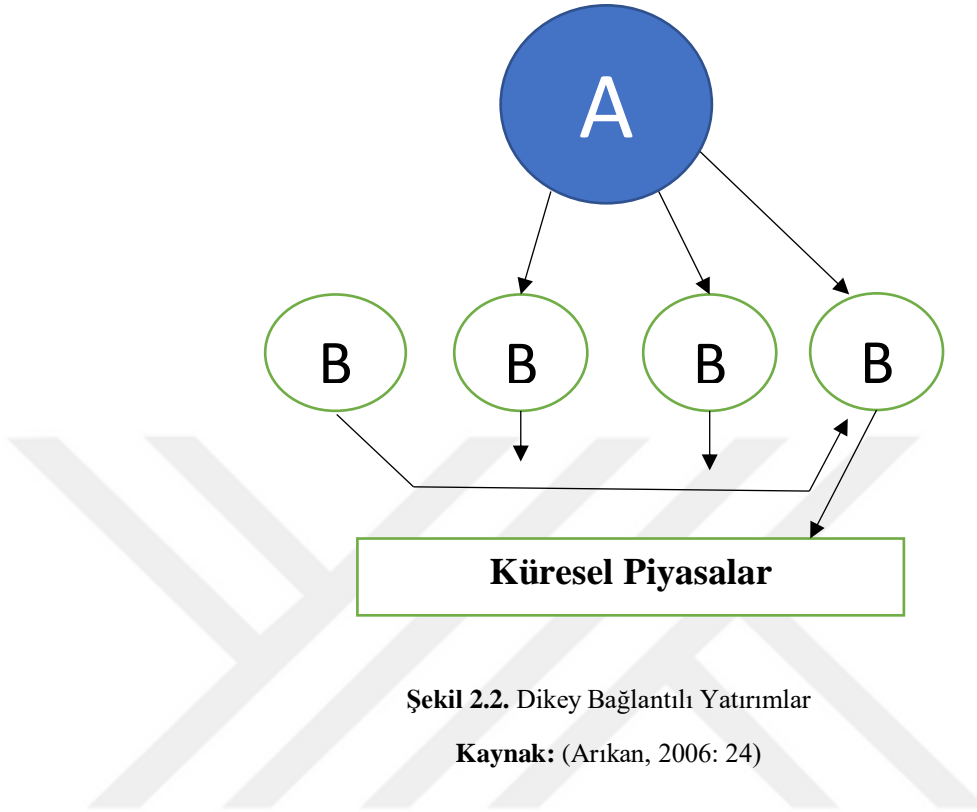 A
B B B B
Küresel Piyasalar
Şekil 2.2. Dikey Bağlantılı Yatırımlar
Kaynak: (Arıkan, 2006: 24)